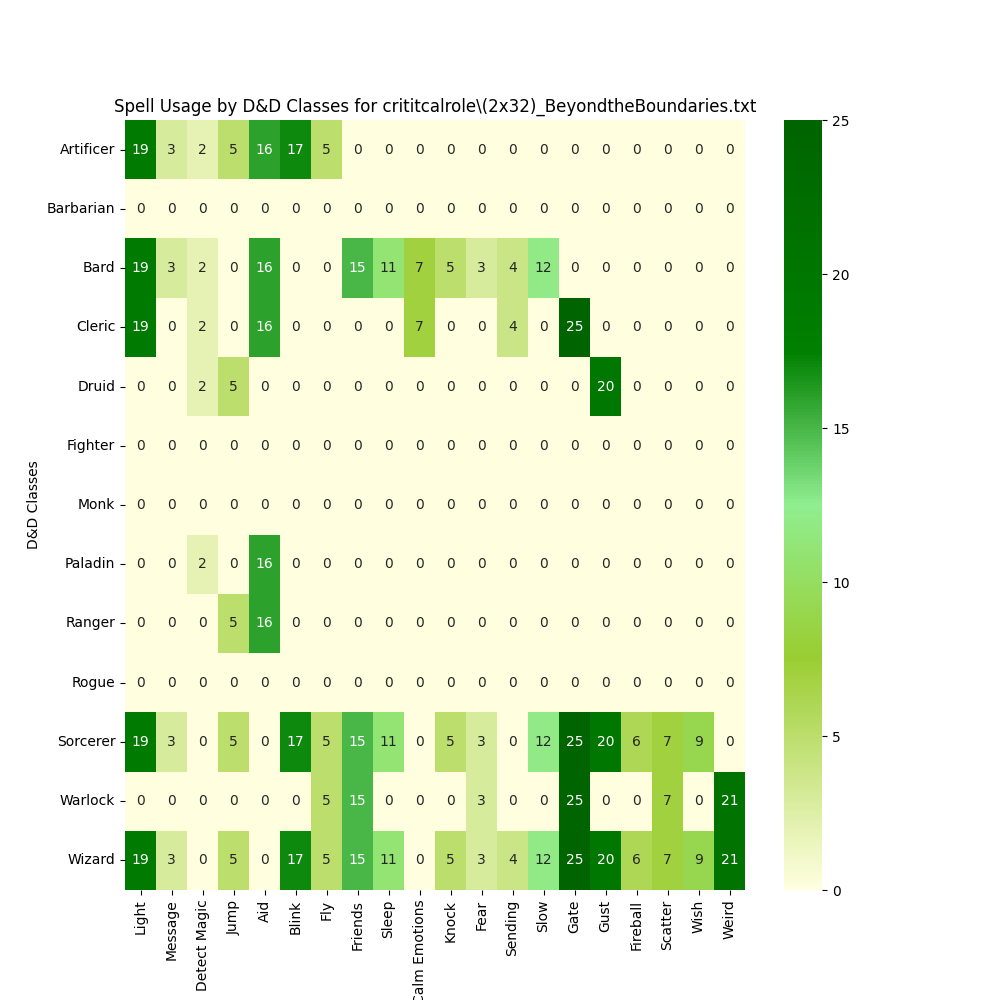 Spell Usage by D&D Classes for crititcalrole\(2x32)_BeyondtheBoundaries.txt
D&D Classes
Artificer 19 3 2 5 16 17 5 0 0 0 0 0 0 0 0 0 0 0 0 0
Barbarian 0 0 0 0 0 0 0 0 0 0 0 0 0 0 0 0 0 0 0 0
Bard 19 3 2 0 16 0 0 15 11 7 5 3 4 12 0 0 0 0 0 0
Cleric 19 0 2 0 16 0 0 0 0 7 0 0 4 0 25 0 0 0 0 0
Druid 0 0 2 5 0 0 0 0 0 0 0 0 0 0 0 20 0 0 0 0
Fighter 0 0 0 0 0 0 0 0 0 0 0 0 0 0 0 0 0 0 0 0
Monk 0 0 0 0 0 0 0 0 0 0 0 0 0 0 0 0 0 0 0 0
Paladin 0 0 2 0 16 0 0 0 0 0 0 0 0 0 0 0 0 0 0 0
Ranger 0 0 0 5 16 0 0 0 0 0 0 0 0 0 0 0 0 0 0 0
Rogue 0 0 0 0 0 0 0 0 0 0 0 0 0 0 0 0 0 0 0 0
Sorcerer 19 3 0 5 0 17 5 15 11 0 5 3 0 12 25 20 6 7 9 0
Warlock 0 0 0 0 0 0 5 15 0 0 0 3 0 0 25 0 0 7 0 21
Wizard 19 3 0 5 0 17 5 15 11 0 5 3 4 12 25 20 6 7 9 21
Light
Message
Detect Magic
Jump
Aid
Blink
Fly
Friends
Sleep
Calm Emotions
Knock
Fear
Sending
Slow
Gate
Gust
Fireball
Scatter
Wish
Weird
25
20
15
10
5
0